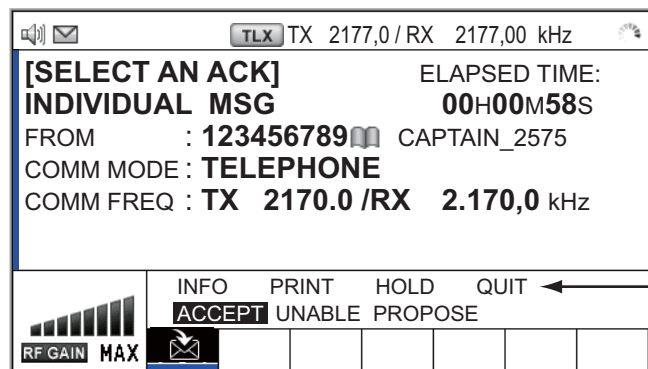 TLX TX 2177,0 / RX 2177,00 kHz
[SELECT AN ACK] ELAPSED TIME:
INDIVIDUAL MSG 00H00M58S
FROM : 123456789 CAPTAIN_2575
COMM MODE : TELEPHONE
COMM FREQ : TX 2170.0 /RX 2.170,0 kHz
INFO PRINT HOLD QUIT
ACCEPT UNABLE PROPOSE
RF GAIN MAX